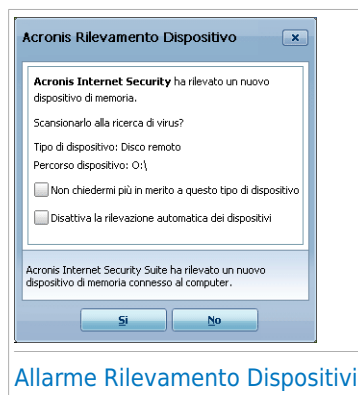 Acronis Rilevamento Dispositivo
Acronis Internet Security ha rilevato un nuovo
dispositivo di memoria.
Scansionarlo alla ricerca di virus?
Tipo di dispositivo: Disco remoto
Percorso dispositivo: O:\
Non chiedermi più in merito a questo tipo di dispositivo
Disattiva la rilevazione automatica dei dispositivi
Acronis Internet Security Suite ha rilevato un nuovo
dispositivo di memoria connesso al computer.
Si No
Allarme Rilevamento Dispositivi